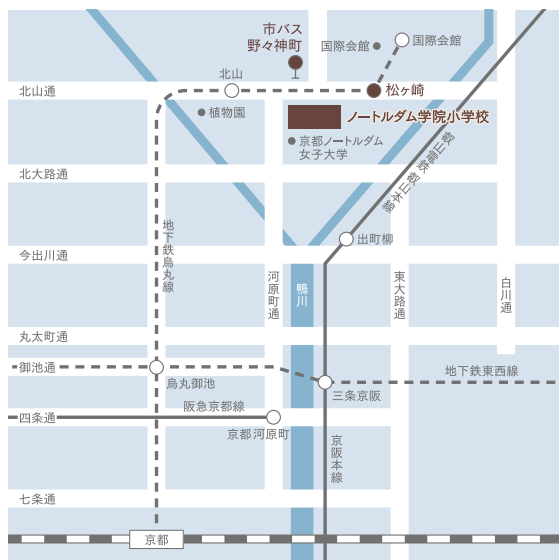 市バス
野々神町
国際会館
国際会館
北山
北山通
松ヶ崎
植物園
ノートルダム学院小学校
京都ノートルダム
女子大学
叡山電鉄 叡山本線
北大路通
地下鉄烏丸線
出町柳
今出川通
河原町通
鴨川
東大路通
白川通
丸太町通
御池通
烏丸御池
地下鉄東西線
三条京阪
阪急京都線
四条通
京都河原町
京阪本線
七条通
京都